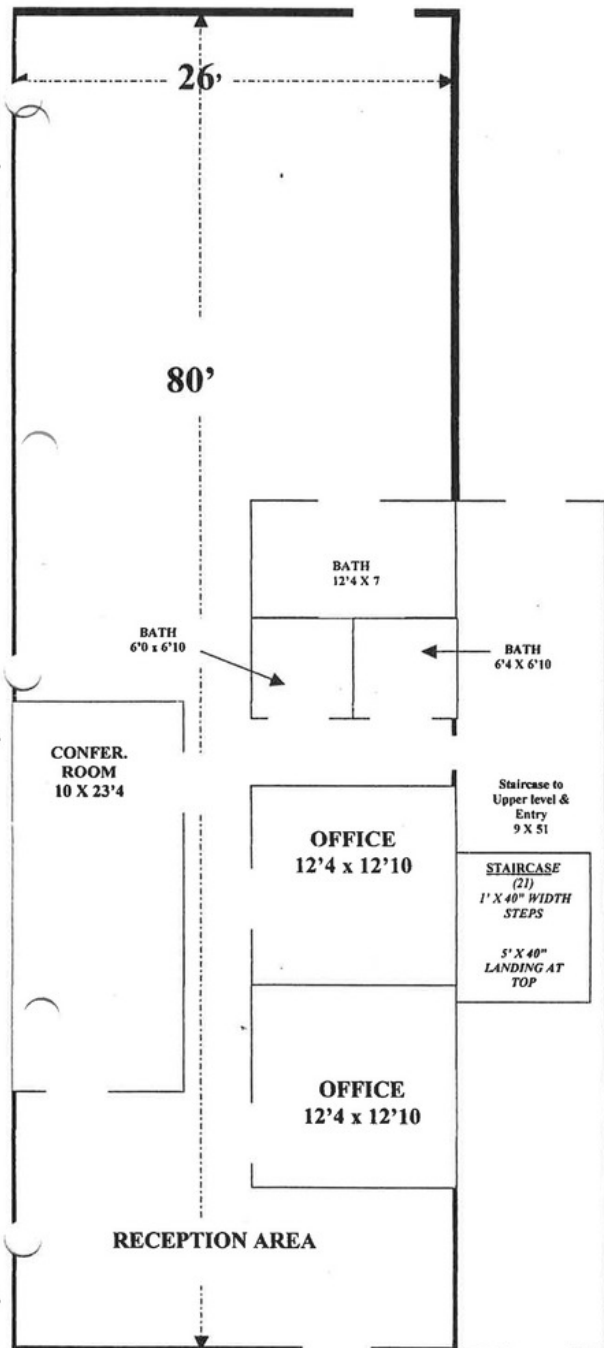 26'
80'
BATH
12'4 X 7
BATH
6'0 x 6'10
BATH
6'4 X 6'10
CONFER.
ROOM
10 X 23'4
OFFICE
12'4 x 12'10
Staircase to
Upper level &
Entry
9 X 51
STAIRCASE
(21)
1' X 40" WIDTH
STEPS
5' X 40"
LANDING AT
TOP
OFFICE
12'4 x 12'10
RECEPTION AREA